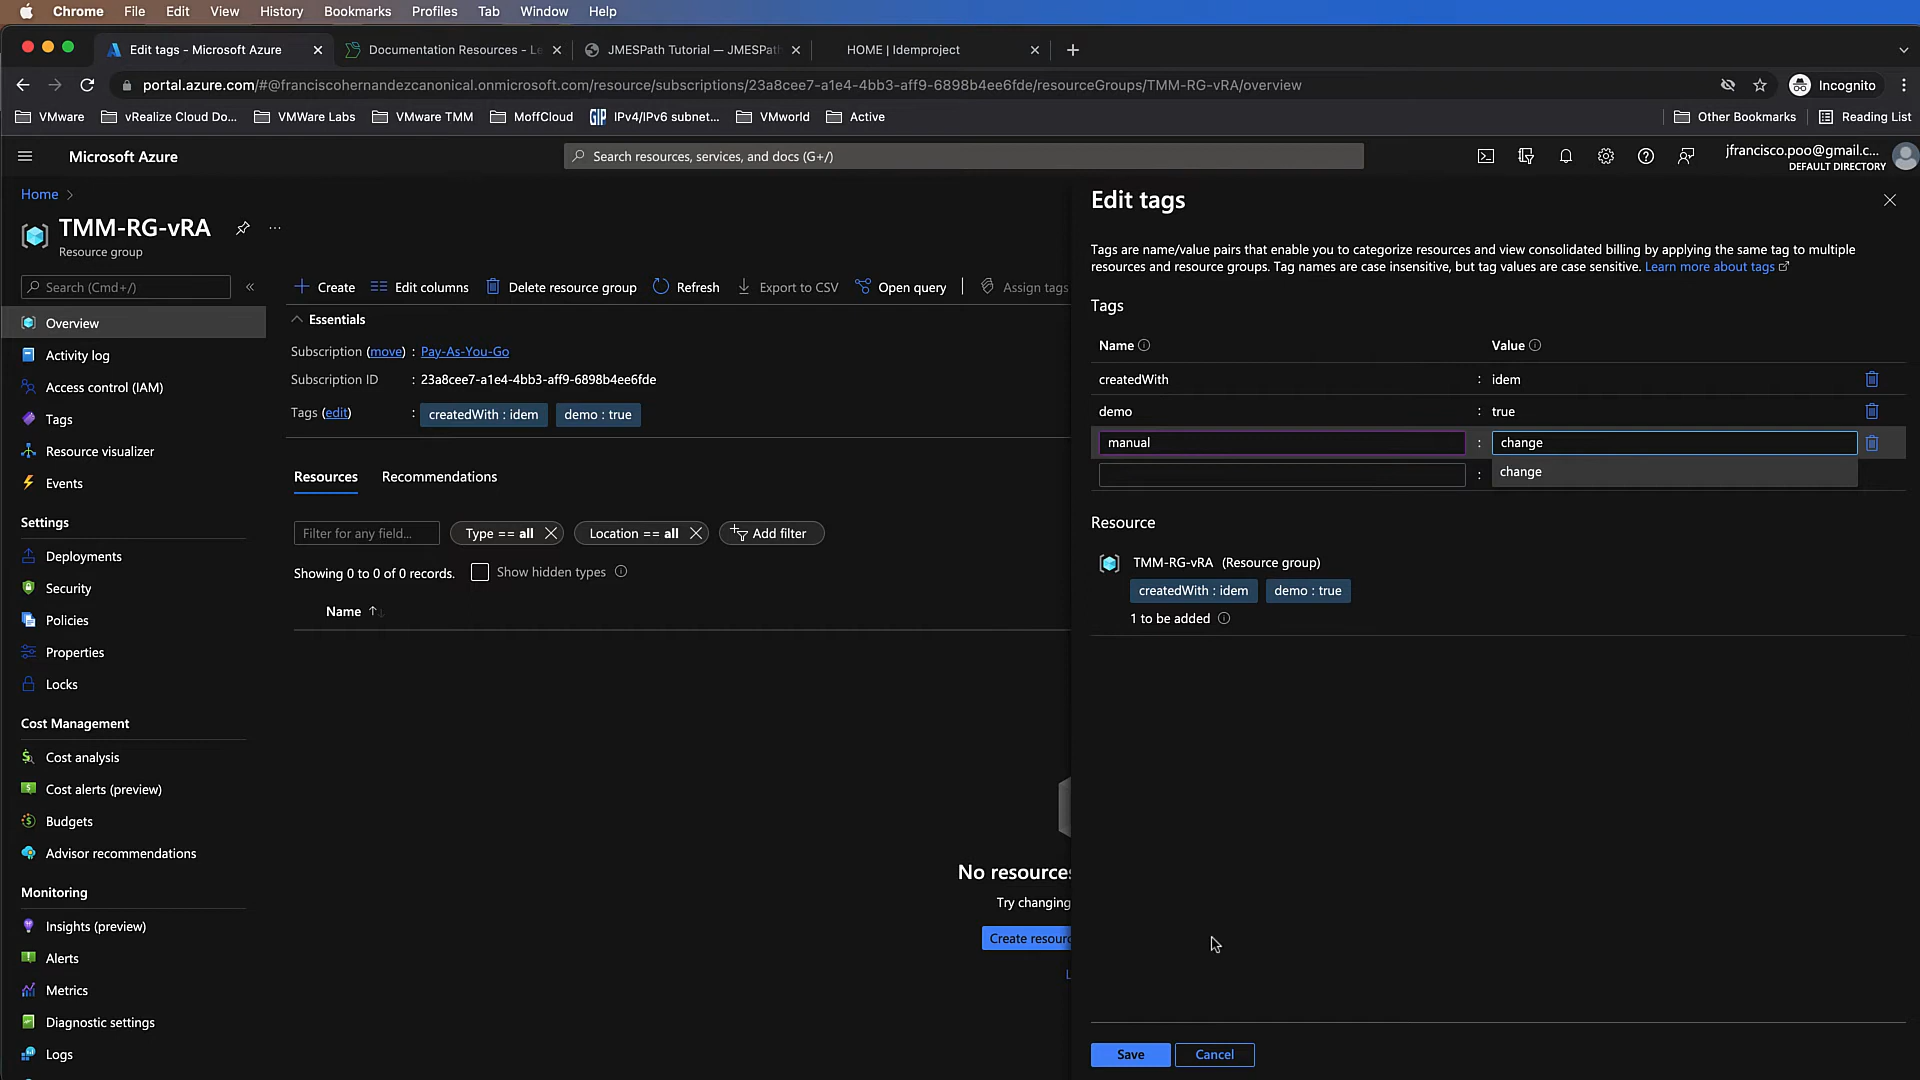 Chrome File Edit View History Bookmarks Profiles Tab Window Help
Edit tags - Microsoft Azure
Documentation Resources - Le
JMESPath Tutorial — JMESPath
HOME | Idemproject
portal.azure.com/#@franciscohernandezcanonical.onmicrosoft.com/resource/subscriptions/23a8cee7-a1e4-4bb3-aff9-6898b4ee6fde/resourceGroups/TMM-RG-vRA/overview
Incognito
VMware
vRealize Cloud Do...
VMWare Labs
VMware TMM
MoffCloud
GIP
IPv4/IPv6 subnet...
VMworld
Active
Other Bookmarks
Reading List
Microsoft Azure
Search resources, services, and docs (G+/)
jfrancisco.poo@gmail.c...
DEFAULT DIRECTORY
Home
TMM-RG-vRA
Resource group
Search (Cmd+/)
Overview
Activity log
Access control (IAM)
Tags
Resource visualizer
Events
Settings
Deployments
Security
Policies
Properties
Locks
Cost Management
Cost analysis
Cost alerts (preview)
Budgets
Advisor recommendations
Monitoring
Insights (preview)
Alerts
Metrics
Diagnostic settings
Logs
Create
Edit columns
Delete resource group
Refresh
Export to CSV
Open query
Assign tags
Essentials
Subscription (move) : Pay-As-You-Go
Subscription ID : 23a8cee7-a1e4-4bb3-aff9-6898b4ee6fde
Tags (edit) : createdWith : idem demo : true
Resources
Recommendations
Filter for any field...
Type == all
Location == all
Add filter
Showing 0 to 0 of 0 records.
Show hidden types
Name
No resources
Try changing
Create resourc
L
Edit tags
Tags are name/value pairs that enable you to categorize resources and view consolidated billing by applying the same tag to multiple
resources and resource groups. Tag names are case insensitive, but tag values are case sensitive. Learn more about tags
Tags
Name Value
createdWith : idem
demo : true
manual : change
: change
Resource
TMM-RG-vRA (Resource group)
createdWith : idem demo : true
1 to be added
Save
Cancel